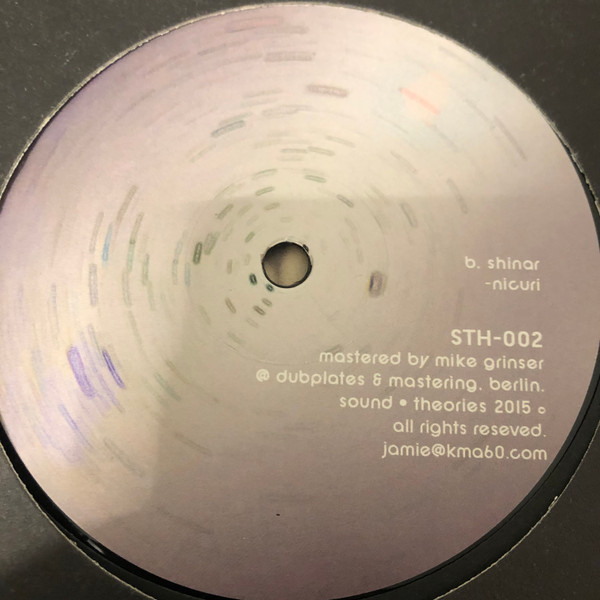 b. shinar
-nicuri
STH-002
mastered by mike grinser
@ dubplates & mastering. berlin.
sound • theories 2015 ©
all rights reseved.
jamie@kma60.com